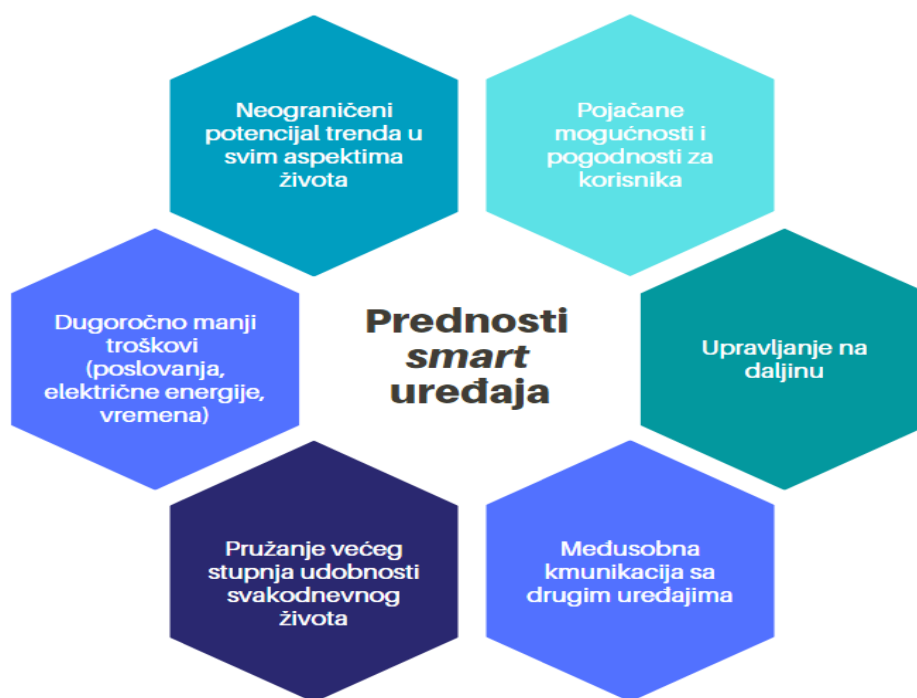 Neograničeni
potencijal trenda u
svim aspektima
života
Pojačane
mogućnosti i
pogodnosti za
korisnika
Dugoročno manji
troškovi
(poslovanja,
električne energije,
vremena)
Prednosti
smart
uređaja
Upravljanje na
daljinu
Pružanje većeg
stupnja udobnosti
svakodnevnog
života
Međusobna
kmunikacija sa
drugim uređajima